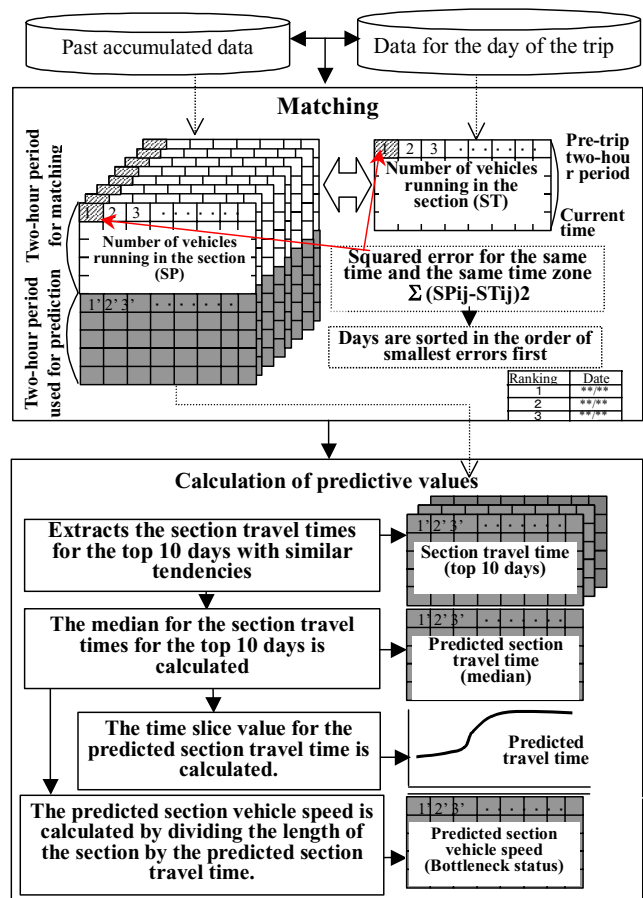 Past accumulated data
Data for the day of the trip
Matching
Two-hour period
for matching
1 2 3 · · · · · · ·
Number of vehicles
running in the section
(SP)
Two-hour period
used for prediction
1' 2' 3' · · · · · · ·
1 2 3 · · · · · · ·
Number of vehicles
running in the
section (ST)
Pre-trip
two-hou
r period
Current
time
Squared error for the same
time and the same time zone
Σ(SPij-STij)2
Days are sorted in the order of
smallest errors first
Ranking Date
1 **/**
2 **/**
3 **/**
Calculation of predictive values
Extracts the section travel times
for the top 10 days with similar
tendencies
1' 2' 3' · · · · · · ·
Section travel time
(top 10 days)
The median for the section travel
times for the top 10 days is
calculated
1' 2' 3' · · · · · · ·
Predicted section
travel time
(median)
The time slice value for the
predicted section travel time is
calculated.
Predicted
travel time
The predicted section vehicle speed is
calculated by dividing the length of
the section by the predicted section
travel time.
1' 2' 3' · · · · · · ·
Predicted section
vehicle speed
(Bottleneck status)